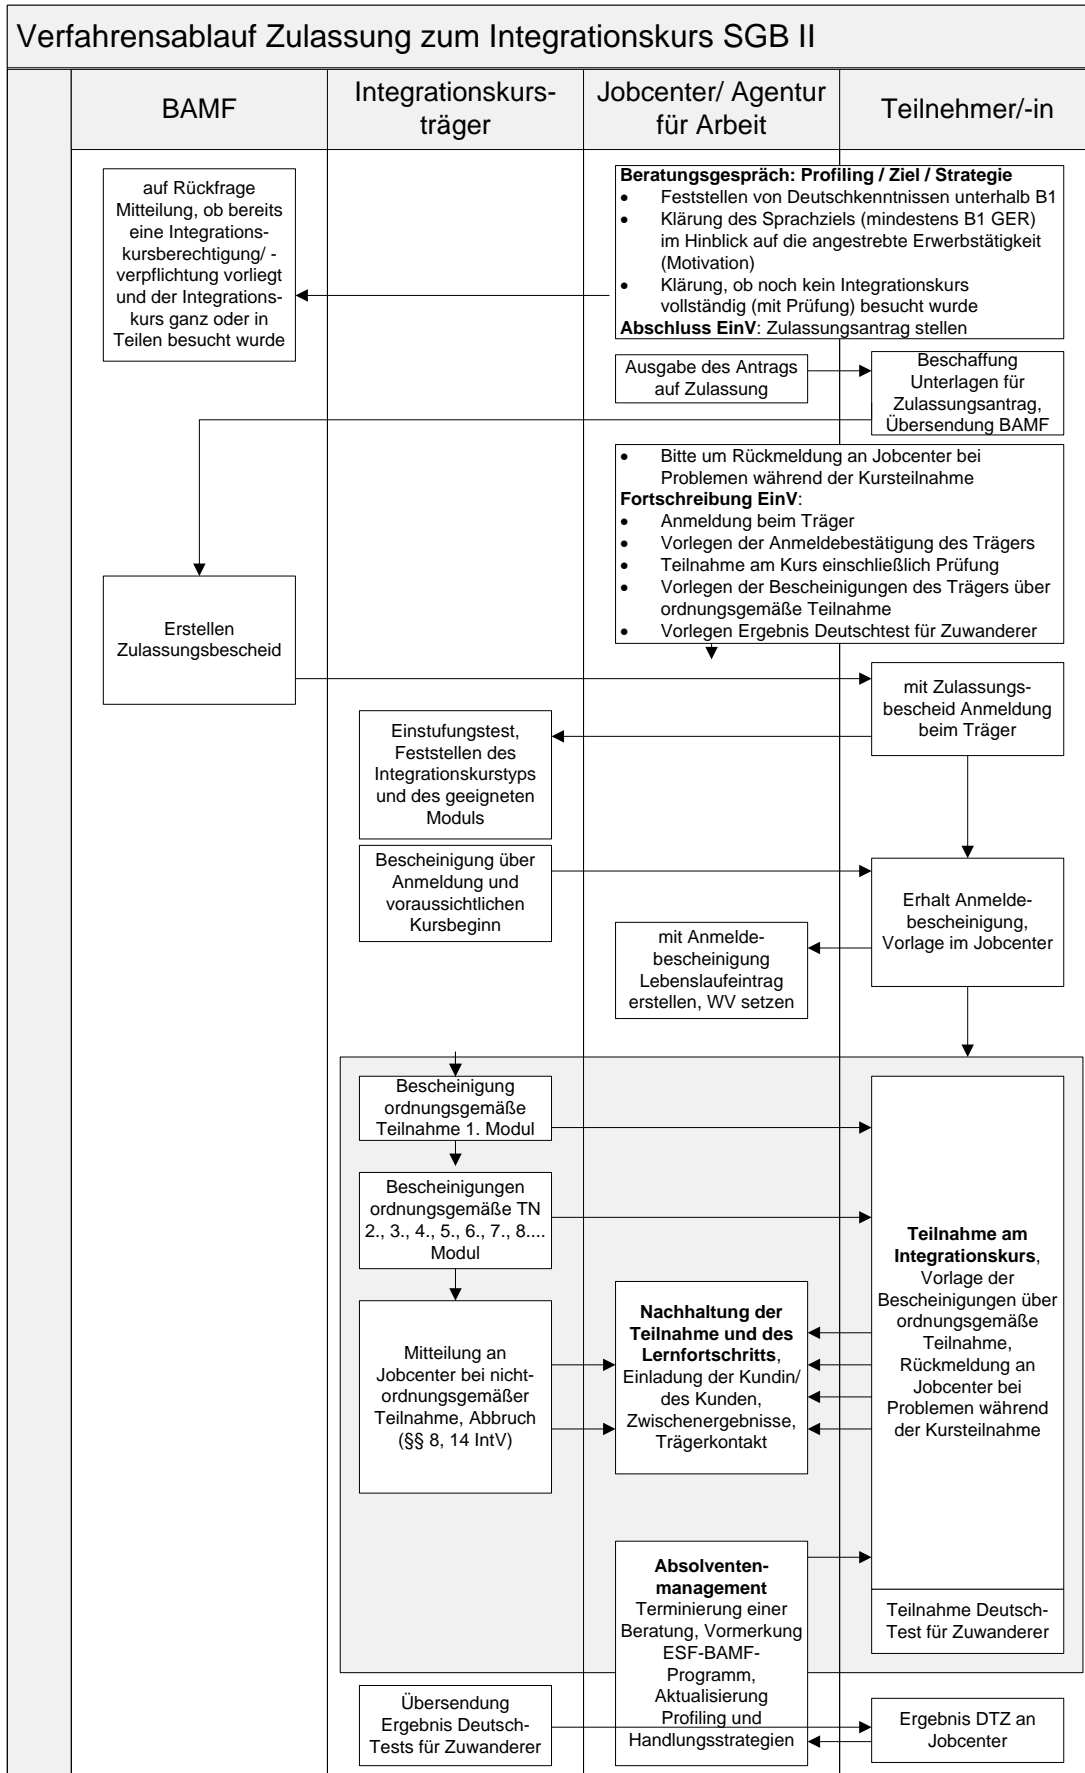 Verfahrensablauf Zulassung zum Integrationskurs SGB II
BAMF
Integrationskurs-
träger
Jobcenter/ Agentur
für Arbeit
Teilnehmer/-in
auf Rückfrage
Mitteilung, ob bereits
eine Integrations-
kursberechtigung/ -
verpflichtung vorliegt
und der Integrations-
kurs ganz oder in
Teilen besucht wurde
Beratungsgespräch: Profiling / Ziel / Strategie
• Feststellen von Deutschkenntnissen unterhalb B1
• Klärung des Sprachziels (mindestens B1 GER)
im Hinblick auf die angestrebte Erwerbstätigkeit
(Motivation)
• Klärung, ob noch kein Integrationskurs
vollständig (mit Prüfung) besucht wurde
Abschluss EinV: Zulassungsantrag stellen
Ausgabe des Antrags
auf Zulassung
Beschaffung
Unterlagen für
Zulassungsantrag,
Übersendung BAMF
• Bitte um Rückmeldung an Jobcenter bei
Problemen während der Kursteilnahme
Fortschreibung EinV:
• Anmeldung beim Träger
• Vorlegen der Anmeldebestätigung des Trägers
• Teilnahme am Kurs einschließlich Prüfung
• Vorlegen der Bescheinigungen des Trägers über
ordnungsgemäße Teilnahme
• Vorlegen Ergebnis Deutschtest für Zuwanderer
Erstellen
Zulassungsbescheid
mit Zulassungs-
bescheid Anmeldung
beim Träger
Einstufungstest,
Feststellen des
Integrationskurstyps
und des geeigneten
Moduls
Bescheinigung über
Anmeldung und
voraussichtlichen
Kursbeginn
Erhalt Anmelde-
bescheinigung,
Vorlage im Jobcenter
mit Anmelde-
bescheinigung
Lebenslaufeintrag
erstellen, WV setzen
Bescheinigung
ordnungsgemäße
Teilnahme 1. Modul
Bescheinigungen
ordnungsgemäße TN
2., 3., 4., 5., 6., 7., 8....
Modul
Mitteilung an
Jobcenter bei nicht-
ordnungsgemäßer
Teilnahme, Abbruch
(§§ 8, 14 IntV)
Nachhaltung der
Teilnahme und des
Lernfortschritts,
Einladung der Kundin/
des Kunden,
Zwischenergebnisse,
Trägerkontakt
Teilnahme am
Integrationskurs,
Vorlage der
Bescheinigungen über
ordnungsgemäße
Teilnahme,
Rückmeldung an
Jobcenter bei
Problemen während
der Kursteilnahme
Absolventen-
management
Terminierung einer
Beratung, Vormerkung
ESF-BAMF-
Programm,
Aktualisierung
Profiling und
Handlungsstrategien
Teilnahme Deutsch-
Test für Zuwanderer
Übersendung
Ergebnis Deutsch-
Tests für Zuwanderer
Ergebnis DTZ an
Jobcenter